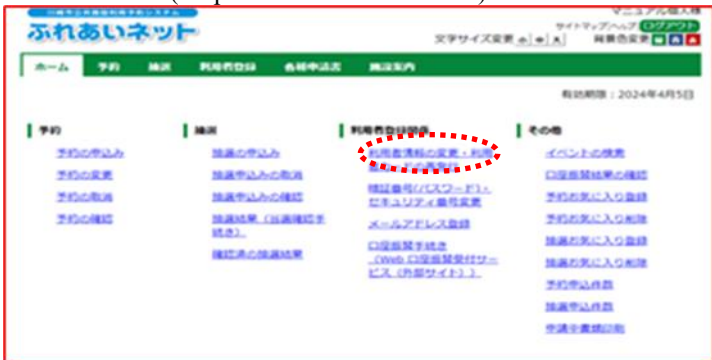 ふれあいネット
マニュアル個人様
サイトマップ/ヘルプ ログアウト
文字サイズ変更 小 中 大 背景色変更
ホーム 予約 抽選 利用者登録 各種申請書 施設案内
有効期限：2024年4月5日
予約
予約の申込み
予約の変更
予約の取消
予約の確認
抽選
抽選の申込み
抽選申込みの取消
抽選申込みの確認
抽選結果（当選確認手
続き）
確認済の抽選結果
利用者登録関係
利用者情報の変更・利用
暗証番号(パスワード)・
セキュリティ番号変更
メールアドレス登録
口座振替手続き
（Web 口座振替受付サー
ビス（外部サイト））
その他
イベントの検索
口座振替結果の確認
予約お気に入り登録
予約お気に入り削除
抽選お気に入り登録
抽選お気に入り削除
予約申込件数
抽選申込件数
申請中書類印刷